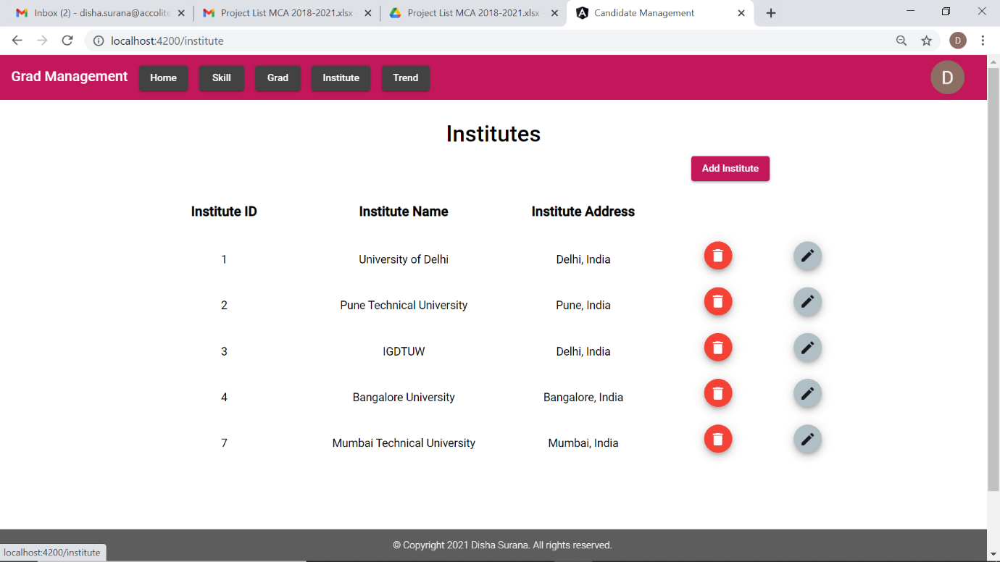 Inbox (2) - disha.surana@accolite
Project List MCA 2018-2021.xlsx -
Project List MCA 2018-2021.xlsx -
Candidate Management
localhost:4200/institute
D
Grad Management Home Skill Grad Institute Trend D
Institutes
Add Institute
Institute ID Institute Name Institute Address
1 University of Delhi Delhi, India
2 Pune Technical University Pune, India
3 IGDTUW Delhi, India
4 Bangalore University Bangalore, India
7 Mumbai Technical University Mumbai, India
© Copyright 2021 Disha Surana. All rights reserved.
localhost:4200/institute